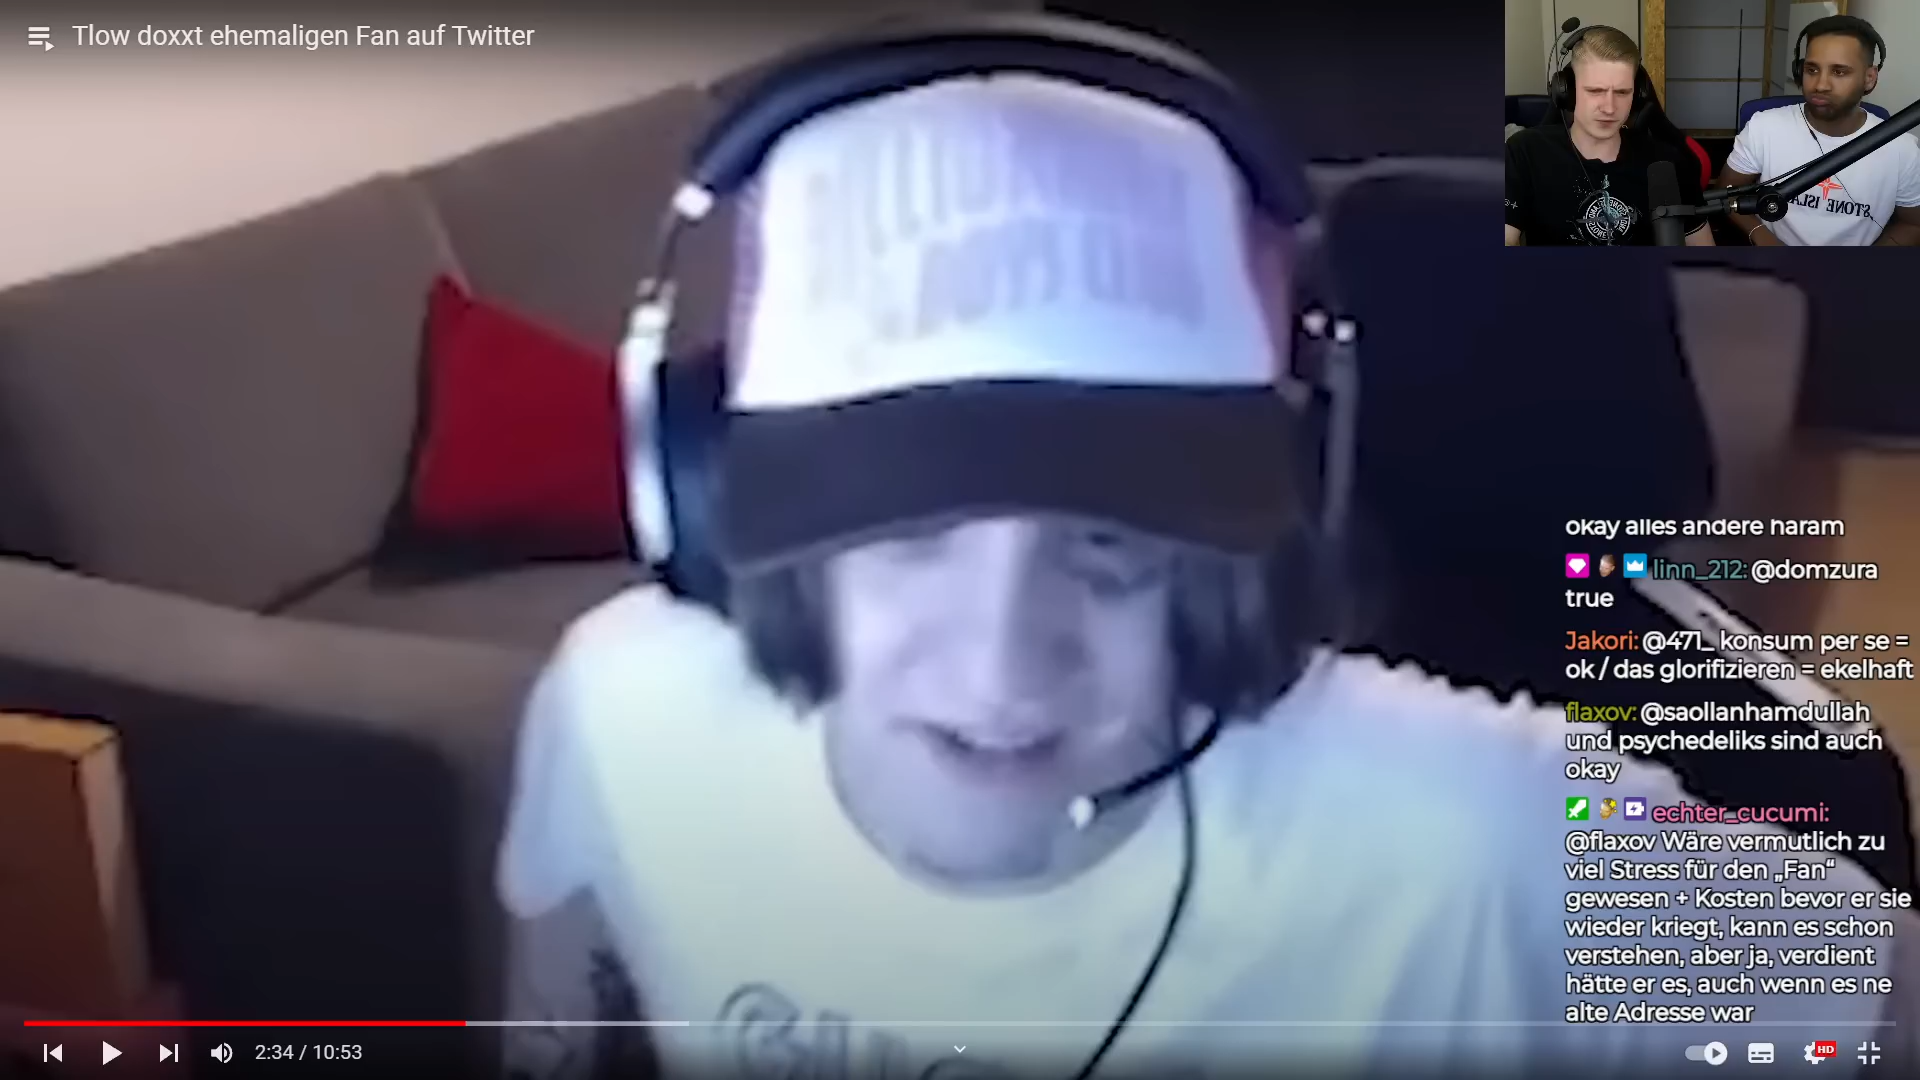 Tlow doxxt ehemaligen Fan auf Twitter
STONE ISLA
okay alles andere haram
linn_212: @domzura
true
Jakori: @471_ konsum per se =
ok / das glorifizieren = ekelhaft
flaxov: @saollanhamdullah
und psychedeliks sind auch
okay
echter_cucumi:
@flaxov Wäre vermutlich zu
viel Stress für den „Fan“
gewesen + Kosten bevor er sie
wieder kriegt, kann es schon
verstehen, aber ja, verdient
hätte er es, auch wenn es ne
alte Adresse war
2:34 / 10:53
HD